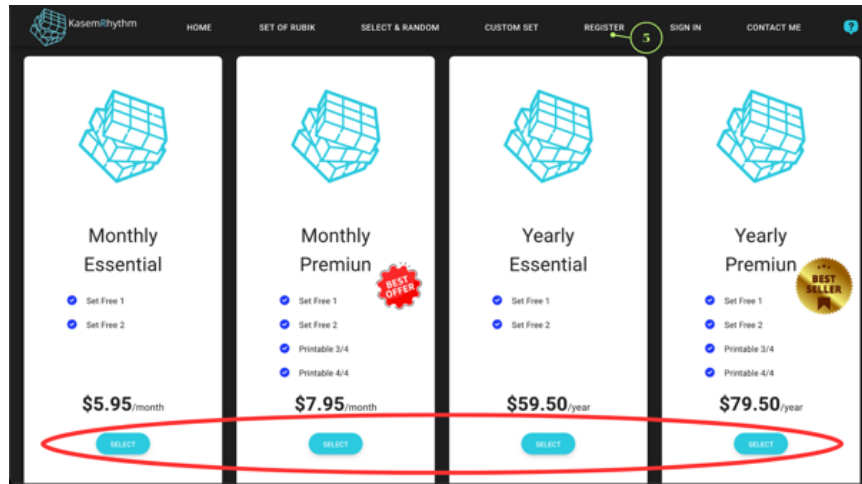 KasemRhythm
HOME
SET OF RUBIK
SELECT & RANDOM
CUSTOM SET
REGISTER
5
SIGN IN
CONTACT ME
?
Monthly
Essential
Set Free 1
Set Free 2
$5.95/month
SELECT
Monthly
Premiun
BEST
OFFER
Set Free 1
Set Free 2
Printable 3/4
Printable 4/4
$7.95/month
SELECT
Yearly
Essential
Set Free 1
Set Free 2
$59.50/year
SELECT
Yearly
Premiun
BEST
SELLER
Set Free 1
Set Free 2
Printable 3/4
Printable 4/4
$79.50/year
SELECT